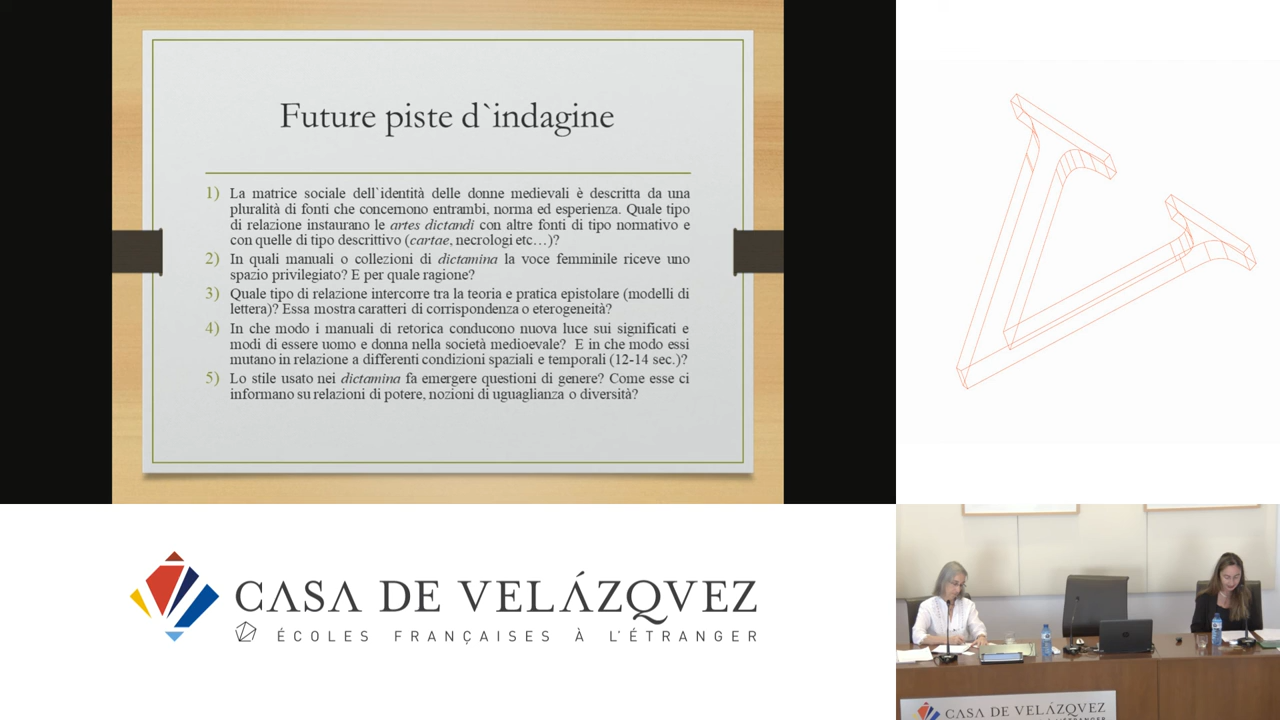 Future piste d`indagine
1) La matrice sociale dell`identità delle donne medievali è descritta da una
pluralità di fonti che concernono entrambi, norma ed esperienza. Quale tipo
di relazione instaurano le artes dictandi con altre fonti di tipo normativo e
con quelle di tipo descrittivo (cartae, necrologi etc…)?
2) In quali manuali o collezioni di dictamina la voce femminile riceve uno
spazio privilegiato? E per quale ragione?
3) Quale tipo di relazione intercorre tra la teoria e pratica epistolare (modelli di
lettera)? Essa mostra caratteri di corrispondenza o eterogeneità?
4) In che modo i manuali di retorica conducono nuova luce sui significati e
modi di essere uomo e donna nella società medioevale? E in che modo essi
mutano in relazione a differenti condizioni spaziali e temporali (12-14 sec.)?
5) Lo stile usato nei dictamina fa emergere questioni di genere? Come esse ci
informano su relazioni di potere, nozioni di uguaglianza o diversità?
CASA DE VELÁZQVEZ
ÉCOLES FRANÇAISES À L'ÉTRANGER
CASA DE VELÁZQVEZ